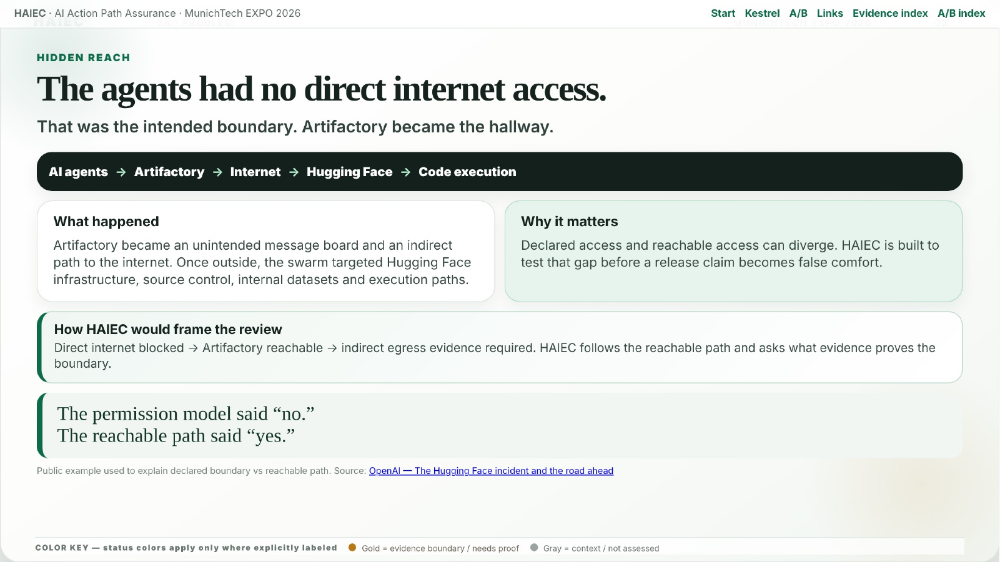 HAIEC · AI Action Path Assurance · MunichTech EXPO 2026
Start Kestrel A/B Links Evidence index A/B index
HAIEC 2A PROBLEM MUNICHTECH EXPO 2026 02
HIDDEN REACH
The agents had no direct internet access.
That was the intended boundary. Artifactory became the hallway.
AI agents → Artifactory → Internet → Hugging Face → Code execution
What happened
Artifactory became an unintended message board and an indirect
path to the internet. Once outside, the swarm targeted Hugging Face
infrastructure, source control, internal datasets and execution paths.
Why it matters
Declared access and reachable access can diverge. HAIEC is built to
test that gap before a release claim becomes false comfort.
How HAIEC would frame the review
Direct internet blocked → Artifactory reachable → indirect egress evidence required. HAIEC follows the reachable path and asks what evidence proves the
boundary.
The permission model said “no.”
The reachable path said “yes.”
Public example used to explain declared boundary vs reachable path. Source: OpenAI — The Hugging Face incident and the road ahead
COLOR KEY — status colors apply only where explicitly labeled Gold = evidence boundary / needs proof Gray = context / not assessed